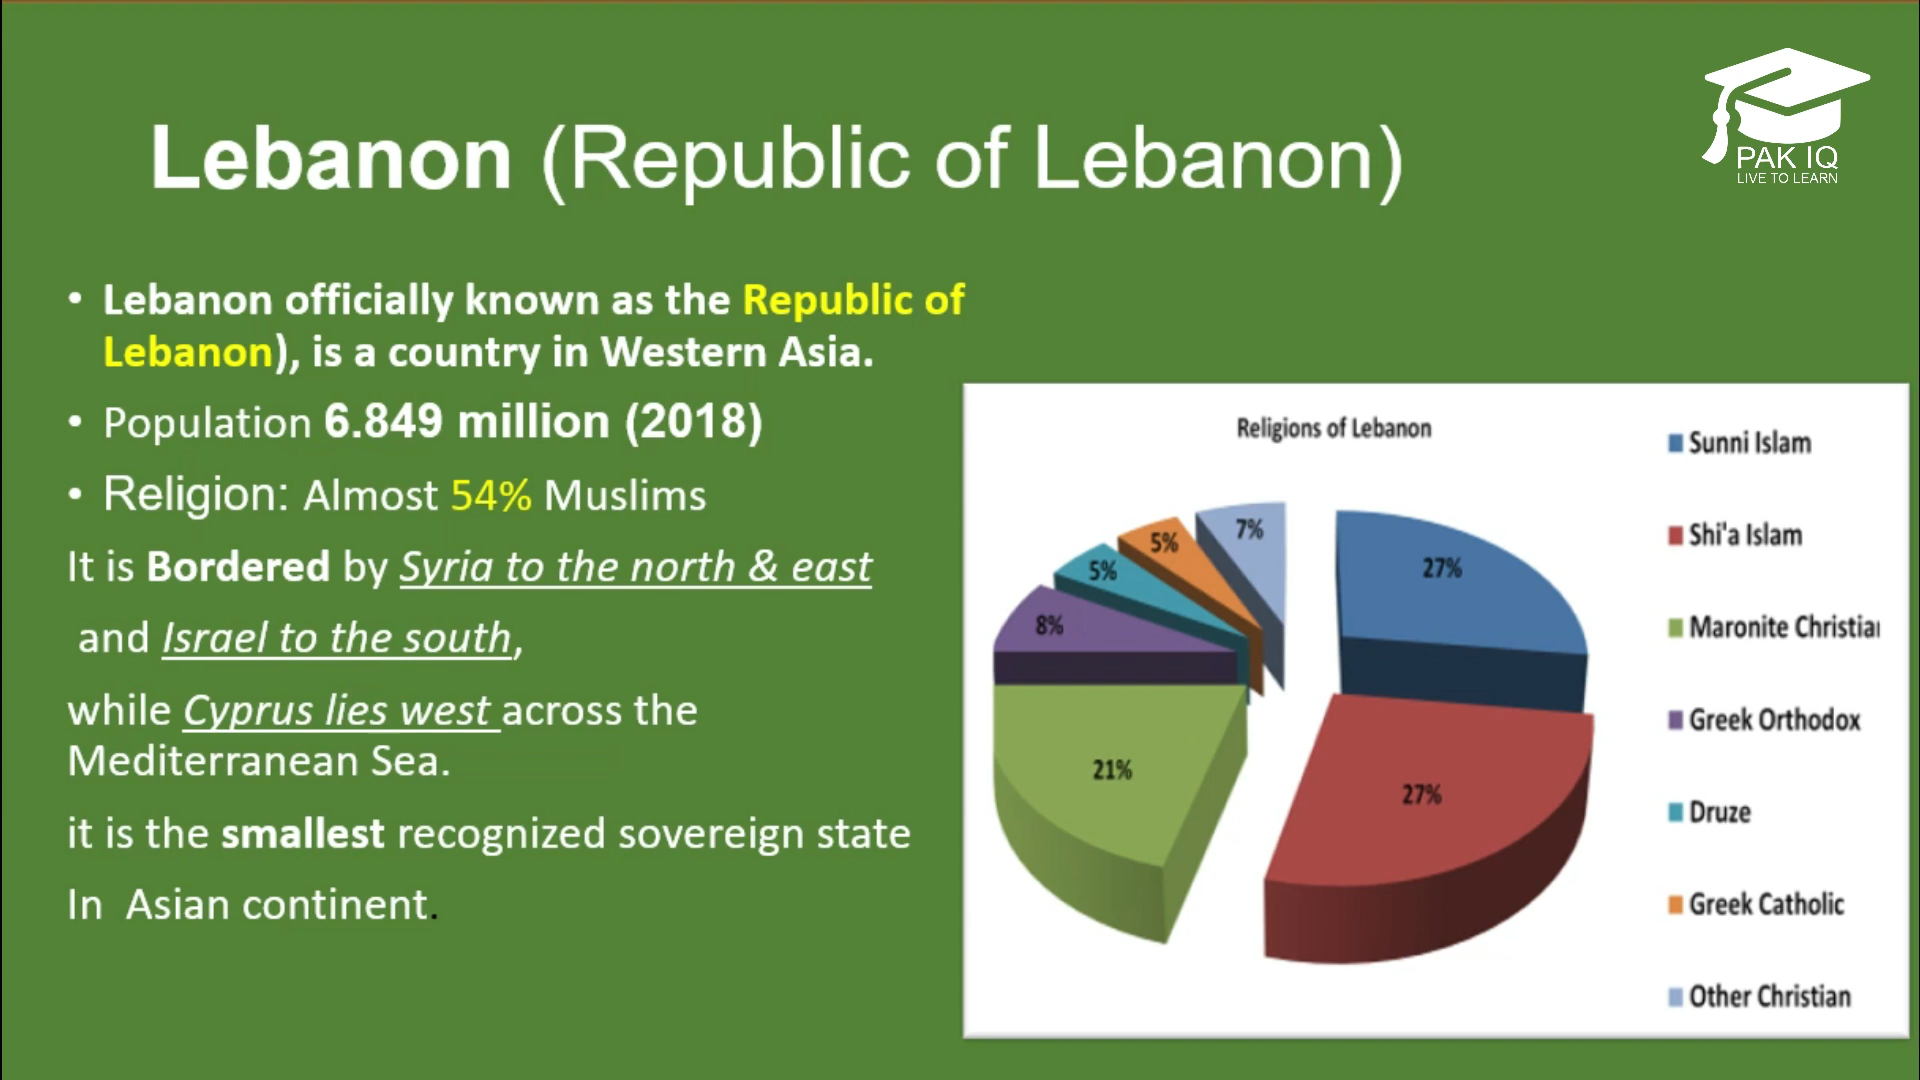 PAK IQ
LIVE TO LEARN
Lebanon (Republic of Lebanon)
• Lebanon officially known as the Republic of
Lebanon), is a country in Western Asia.
• Population 6.849 million (2018)
• Religion: Almost 54% Muslims
It is Bordered by Syria to the north & east
and Israel to the south,
while Cyprus lies west across the
Mediterranean Sea.
it is the smallest recognized sovereign state
In Asian continent.
Religions of Lebanon
27%
27%
21%
8%
5%
5%
7%
Sunni Islam
Shi'a Islam
Maronite Christian
Greek Orthodox
Druze
Greek Catholic
Other Christian